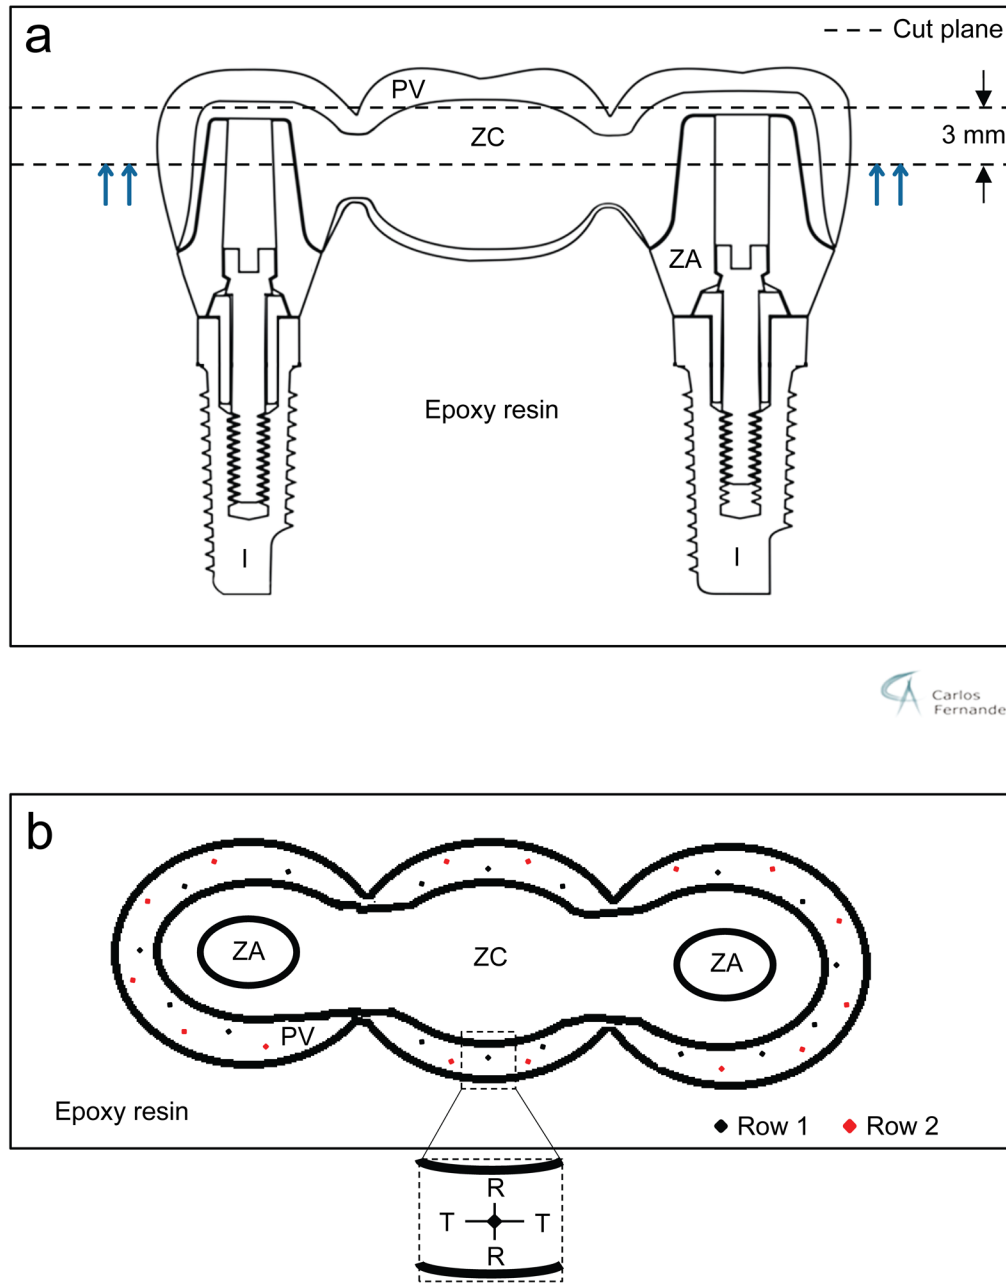 a
Cut plane
PV
ZC
3 mm
ZA
Epoxy resin
I
I
Carlos
Fernande
b
ZA
ZC
ZA
PV
Epoxy resin
Row 1
Row 2
R
T
T
R